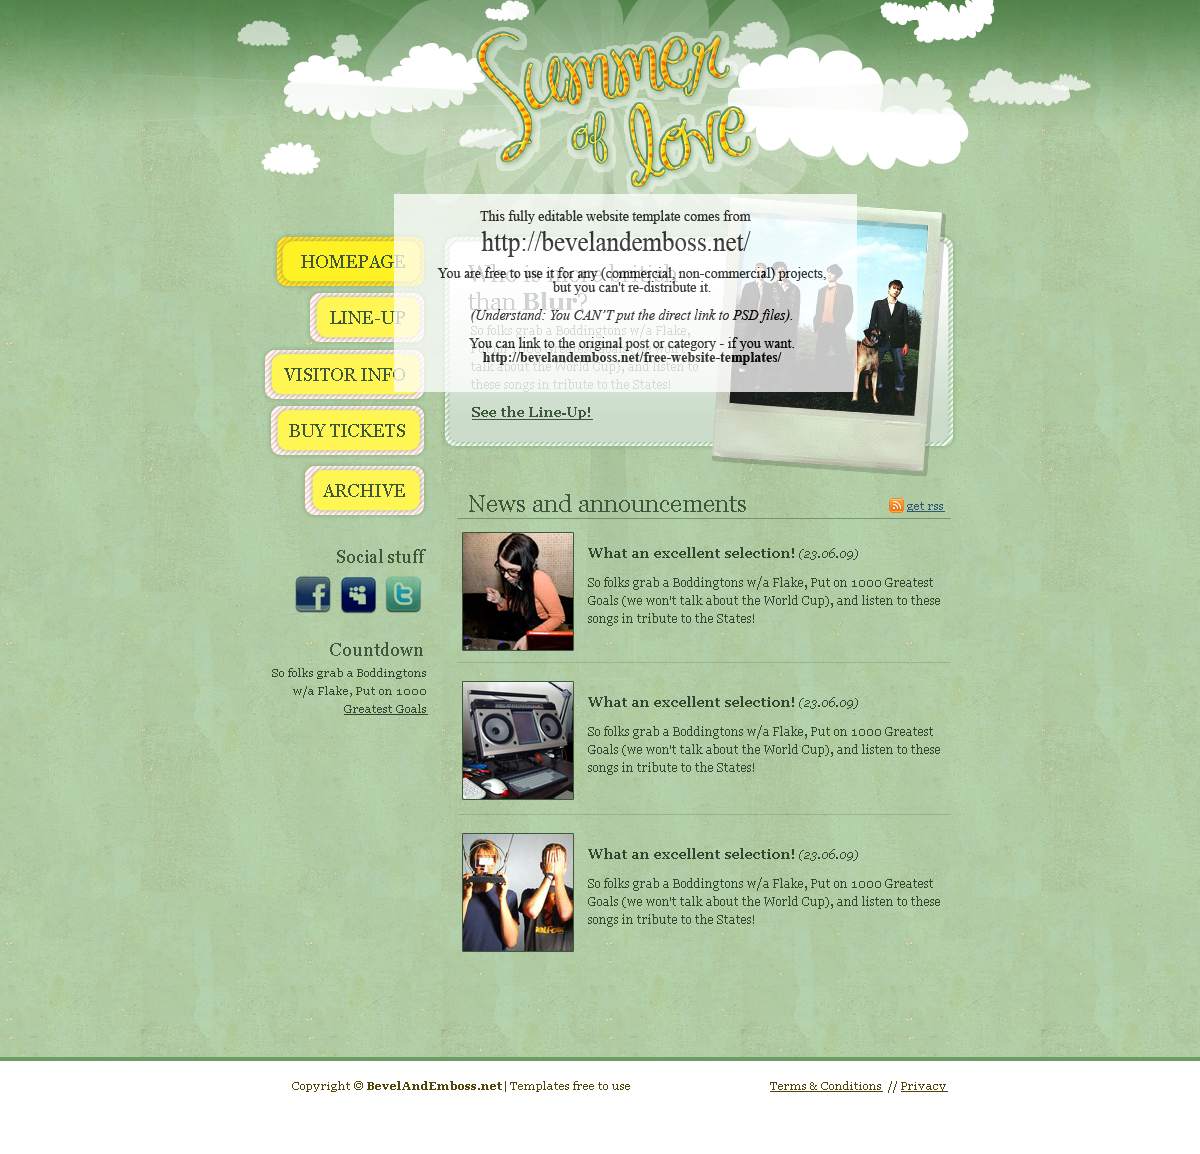 Summer
of love
This fully editable website template comes from
http://bevelandemboss.net/
You are free to use it for any (commercial, non-commercial) projects,
but you can't re-distribute it.
(Understand: You CAN'T put the direct link to PSD files).
You can link to the original post or category - if you want.
http://bevelandemboss.net/free-website-templates/
HOMEPAGE
LINE-UP
VISITOR INFO
BUY TICKETS
ARCHIVE
Who is more british
than Blur?
So folks grab a Boddingtons w/a Flake,
talk about the World Cup), and listen to
these songs in tribute to the States!
See the Line-Up!
News and announcements
get rss
What an excellent selection! (23.06.09)
So folks grab a Boddingtons w/a Flake, Put on 1000 Greatest
Goals (we won't talk about the World Cup), and listen to these
songs in tribute to the States!
What an excellent selection! (23.06.09)
So folks grab a Boddingtons w/a Flake, Put on 1000 Greatest
Goals (we won't talk about the World Cup), and listen to these
songs in tribute to the States!
What an excellent selection! (23.06.09)
So folks grab a Boddingtons w/a Flake, Put on 1000 Greatest
Goals (we won't talk about the World Cup), and listen to these
songs in tribute to the States!
Social stuff
Countdown
So folks grab a Boddingtons
w/a Flake, Put on 1000
Greatest Goals
Copyright © BevelAndEmboss.net | Templates free to use
Terms & Conditions // Privacy